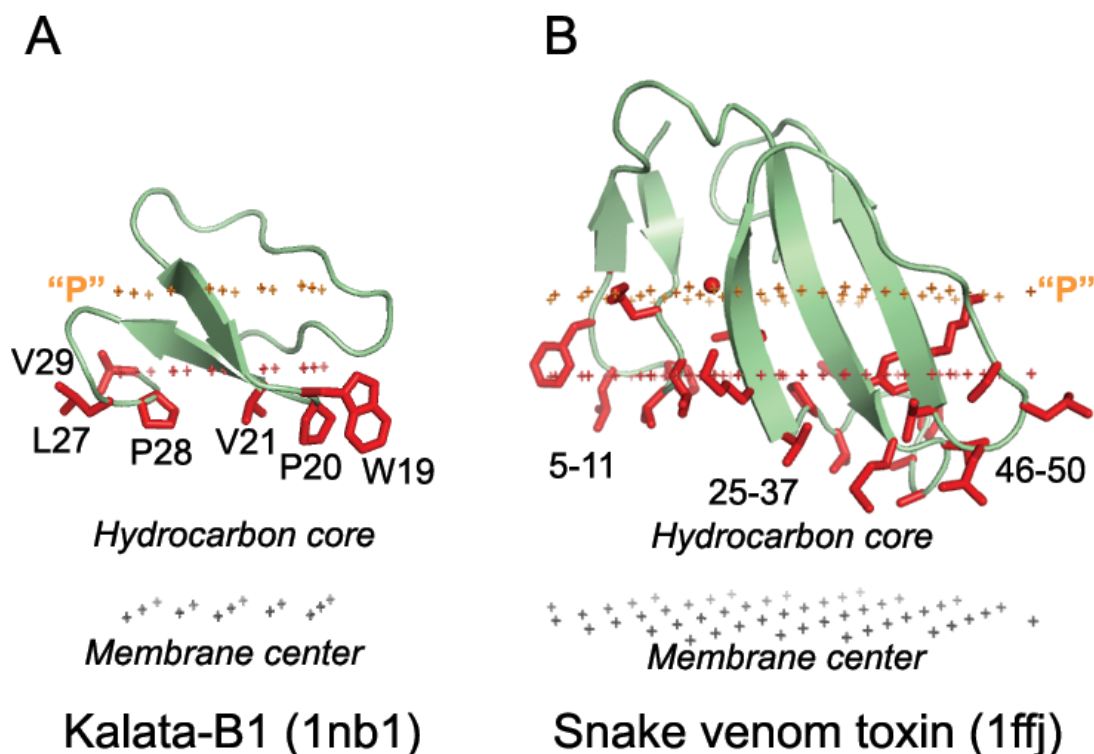 A
B
"P"
"P"
V29
L27
P28
V21
P20
W19
5-11
25-37
46-50
Hydrocarbon core
Hydrocarbon core
Membrane center
Membrane center
Kalata-B1 (1nb1)
Snake venom toxin (1ffj)